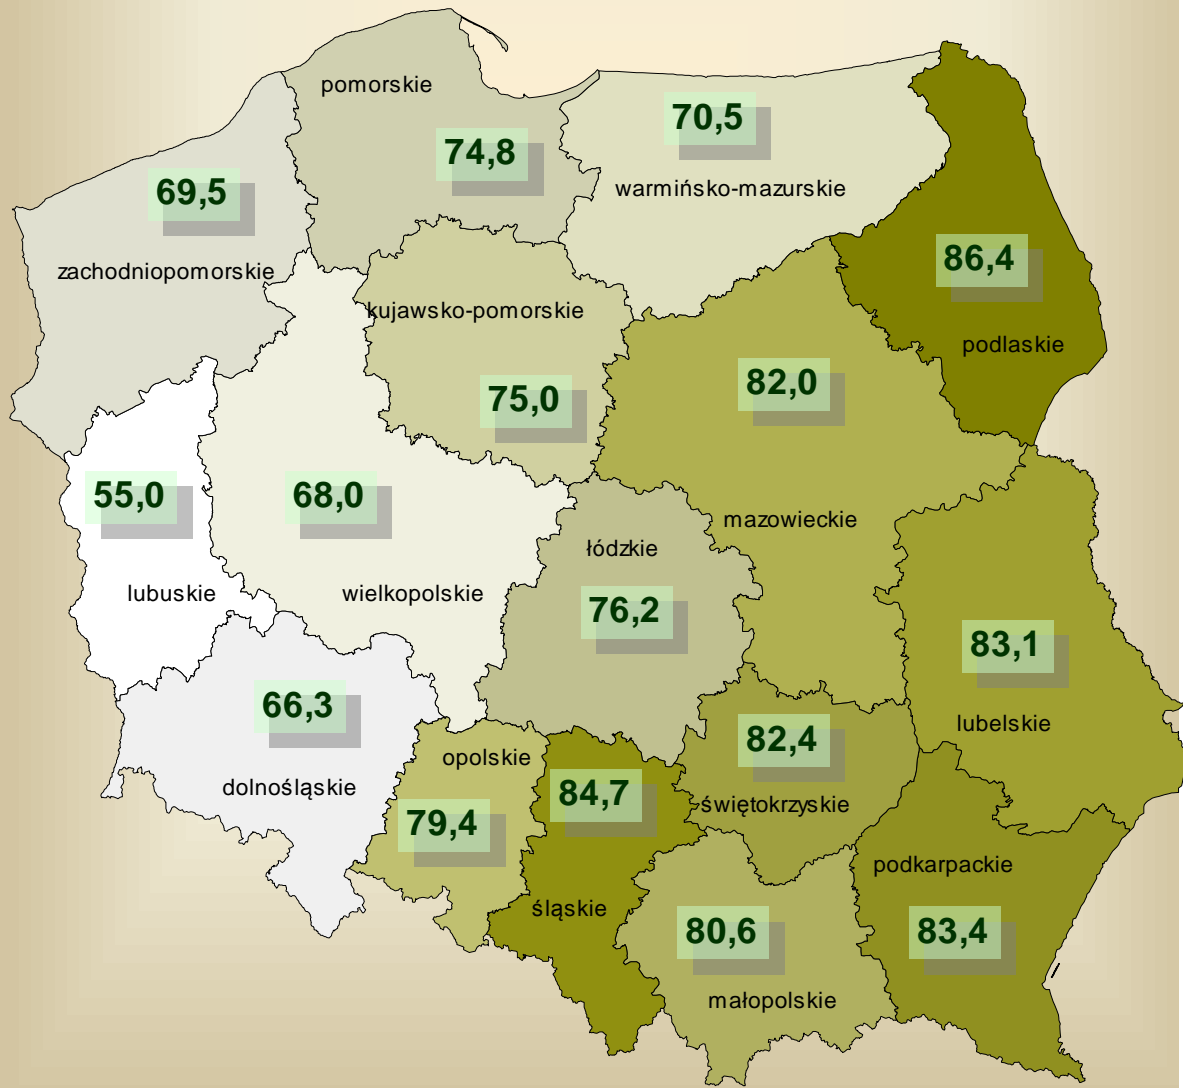 pomorskie
74,8
70,5
warmińsko-mazurskie
69,5
zachodniopomorskie
86,4
podlaskie
kujawsko-pomorskie
75,0
82,0
mazowieckie
55,0
lubuskie
68,0
wielkopolskie
łódzkie
76,2
83,1
lubelskie
66,3
dolnośląskie
opolskie
79,4
84,7
śląskie
82,4
świętokrzyskie
podkarpackie
83,4
80,6
małopolskie